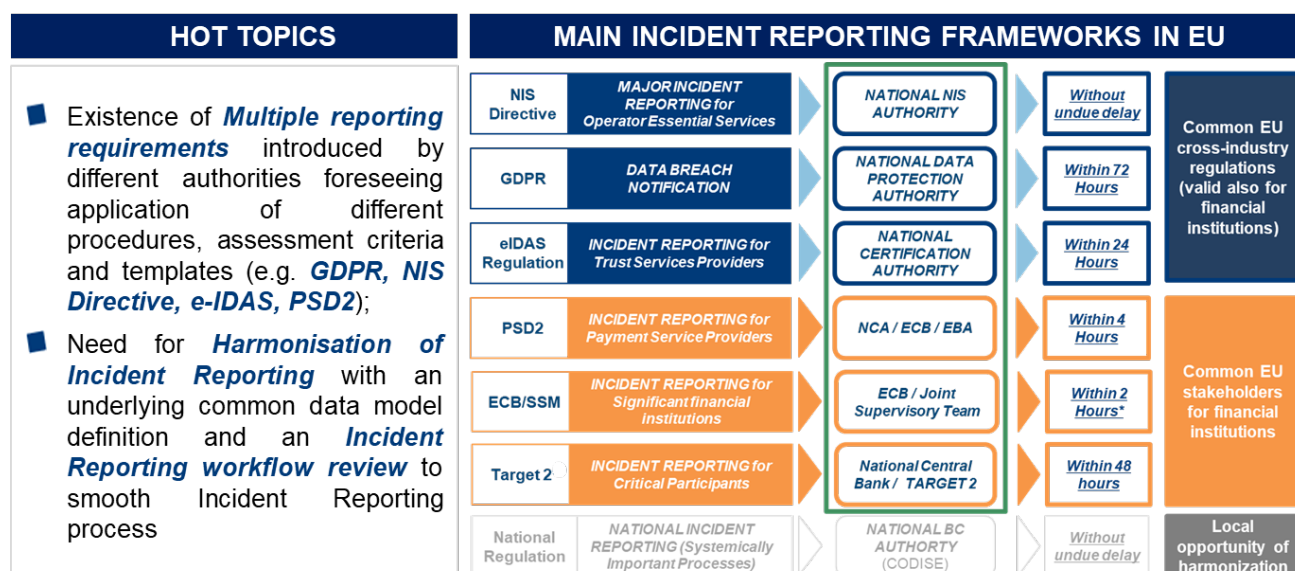 HOT TOPICS
Existence of Multiple reporting
requirements introduced by
different authorities foreseeing
application of different
procedures, assessment criteria
and templates (e.g. GDPR, NIS
Directive, e-IDAS, PSD2);
Need for Harmonisation of
Incident Reporting with an
underlying common data model
definition and an Incident
Reporting workflow review to
smooth Incident Reporting
process
MAIN INCIDENT REPORTING FRAMEWORKS IN EU
NIS
Directive
MAJOR INCIDENT
REPORTING for
Operator Essential Services
NATIONAL NIS
AUTHORITY
Without
undue delay
GDPR
DATA BREACH
NOTIFICATION
NATIONAL DATA
PROTECTION
AUTHORITY
Within 72
Hours
eIDAS
Regulation
INCIDENT REPORTING for
Trust Services Providers
NATIONAL
CERTIFICATION
AUTHORITY
Within 24
Hours
Common EU
cross-industry
regulations
(valid also for
financial
institutions)
PSD2
INCIDENT REPORTING for
Payment Service Providers
NCA / ECB / EBA
Within 4
Hours
ECB/SSM
INCIDENT REPORTING for
Significant financial
institutions
ECB / Joint
Supervisory Team
Within 2
Hours*
Target 2
INCIDENT REPORTING for
Critical Participants
National Central
Bank / TARGET 2
Within 48
hours
Common EU
stakeholders
for financial
institutions
National
Regulation
NATIONAL INCIDENT
REPORTING (Systemically
Important Processes)
NATIONAL BC
AUTHORTY
(CODISE)
Without
undue delay
Local
opportunity of
harmonization